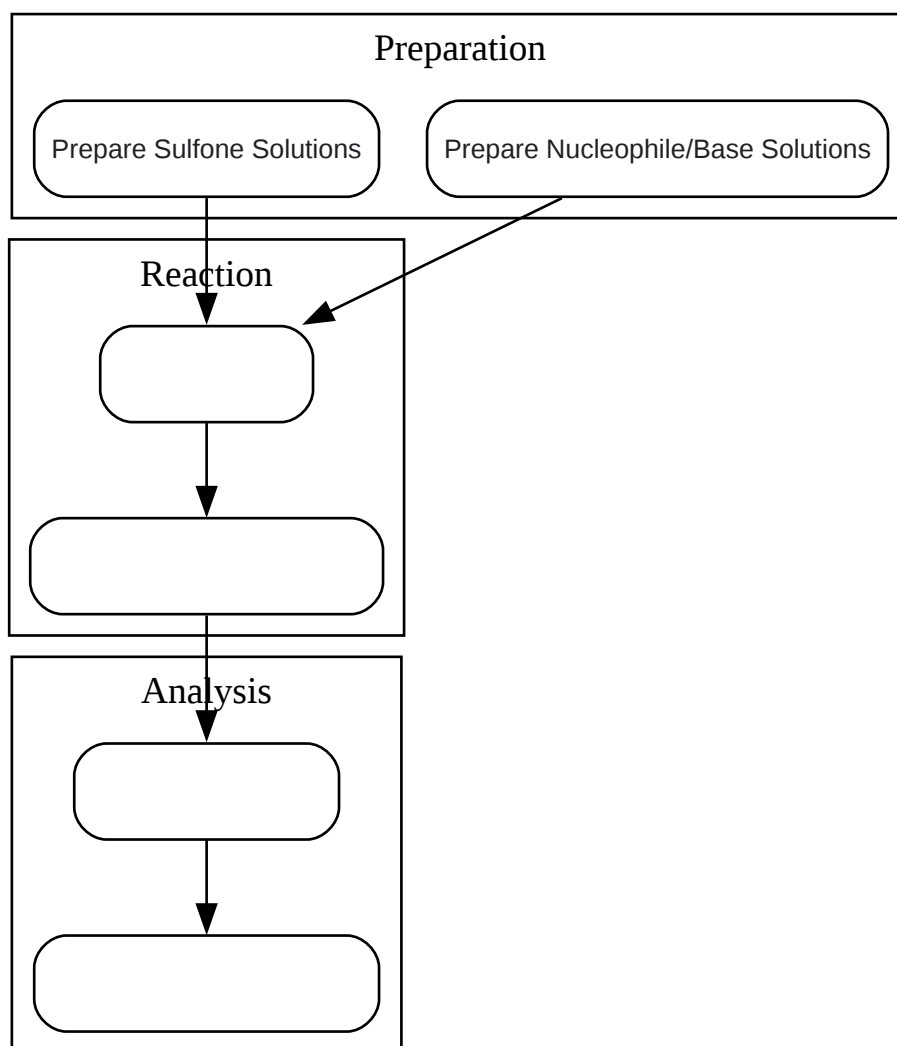 Preparation
Prepare Sulfone Solutions
Prepare Nucleophile/Base Solutions
Reaction
Analysis